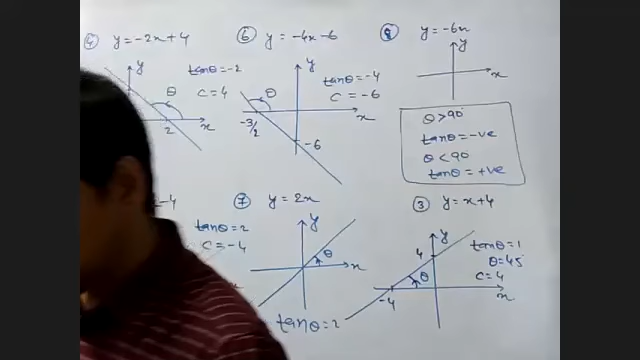 ④ y = -2x + 4
y
tanθ = -2
θ
c = 4
2
x
⑥ y = -4x - 6
y
tanθ = -4
c = -6
θ
x
-3/2
-6
y = -6x
y
x
θ > 90°
tanθ = -ve
θ < 90
tanθ = +ve
-4
tanθ = 2
c = -4
x
⑦ y = 2x
y
θ
x
tanθ = 2
③ y = x + 4
y
4
tanθ = 1
θ = 45
c = 4
θ
-4
x